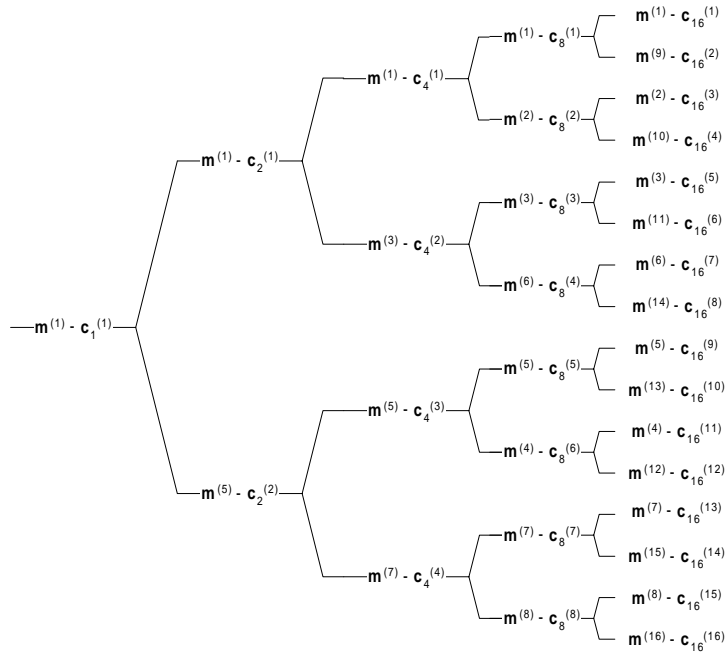 m(1) - c16(1)
m(1) - c8(1)
m(9) - c16(2)
m(1) - c4(1)
m(2) - c16(3)
m(2) - c8(2)
m(10) - c16(4)
m(1) - c2(1)
m(3) - c16(5)
m(3) - c8(3)
m(11) - c16(6)
m(3) - c4(2)
m(6) - c16(7)
m(6) - c8(4)
m(14) - c16(8)
m(1) - c1(1)
m(5) - c16(9)
m(5) - c8(5)
m(13) - c16(10)
m(5) - c4(3)
m(4) - c16(11)
m(4) - c8(6)
m(12) - c16(12)
m(5) - c2(2)
m(7) - c16(13)
m(7) - c8(7)
m(15) - c16(14)
m(7) - c4(4)
m(8) - c16(15)
m(8) - c8(8)
m(16) - c16(16)